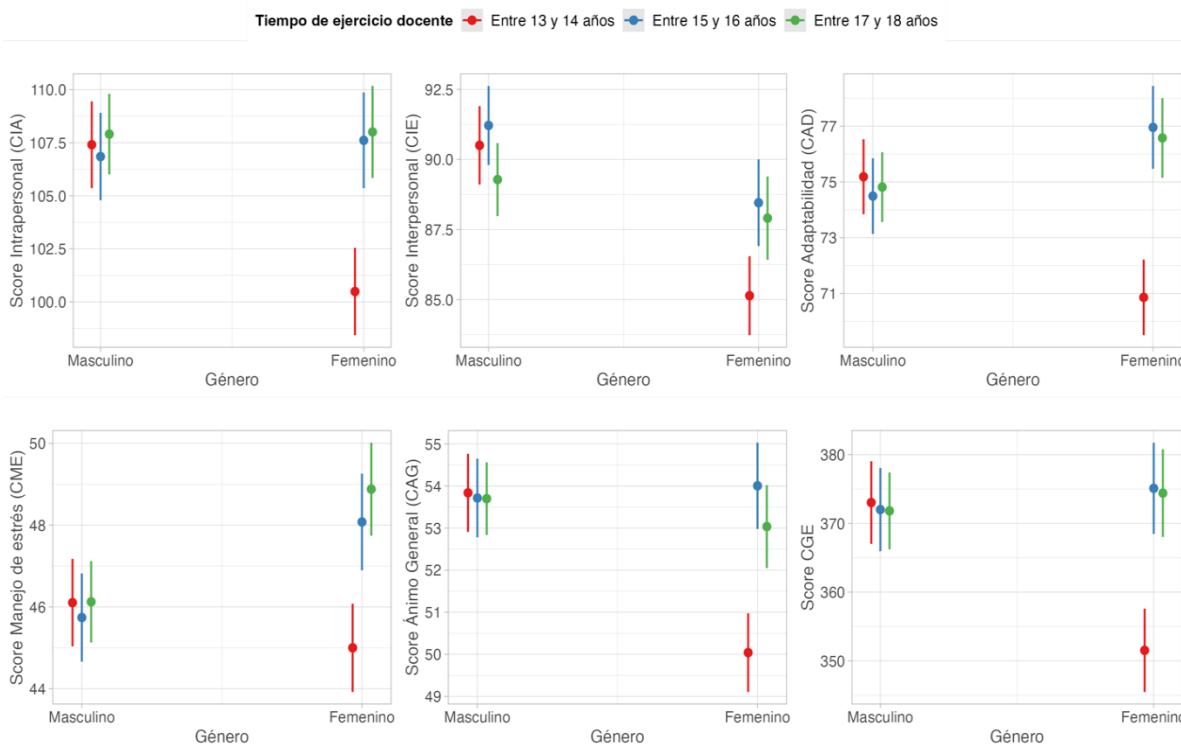 Tiempo de ejercicio docente Entre 13 y 14 años Entre 15 y 16 años Entre 17 y 18 años
Score Intrapersonal (CIA)
110.0
107.5
105.0
102.5
100.0
Masculino Femenino
Género
Score Interpersonal (CIE)
92.5
90.0
87.5
85.0
Masculino Femenino
Género
Score Adaptabilidad (CAD)
77
75
73
71
Masculino Femenino
Género
Score Manejo de estrés (CME)
50
48
46
44
Masculino Femenino
Género
Score Ánimo General (CAG)
55
54
53
52
51
50
49
Masculino Femenino
Género
Score CGE
380
370
360
350
Masculino Femenino
Género